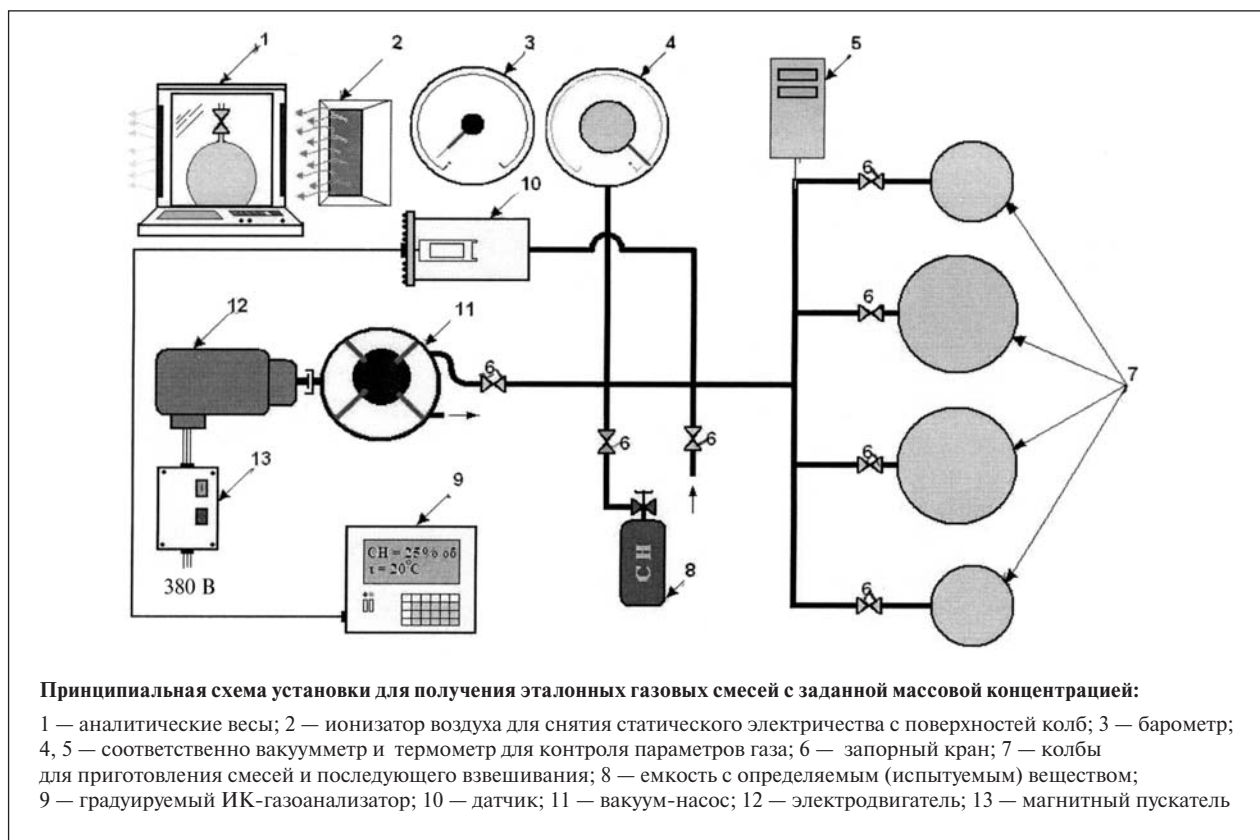 1
2
3
4
5
6
10
12
11
6
6
7
13
6
6
9
6
380 В
CH = 25% об
t = 20°C
CH
8
6
Принципиальная схема установки для получения эталонных газовых смесей с заданной массовой концентрацией:
1 — аналитические весы; 2 — ионизатор воздуха для снятия статического электричества с поверхностей колб; 3 — барометр;
4, 5 — соответственно вакуумметр и термометр для контроля параметров газа; 6 — запорный кран; 7 — колбы
для приготовления смесей и последующего взвешивания; 8 — емкость с определяемым (испытуемым) веществом;
9 — градуируемый ИК-газоанализатор; 10 — датчик; 11 — вакуум-насос; 12 — электродвигатель; 13 — магнитный пускатель